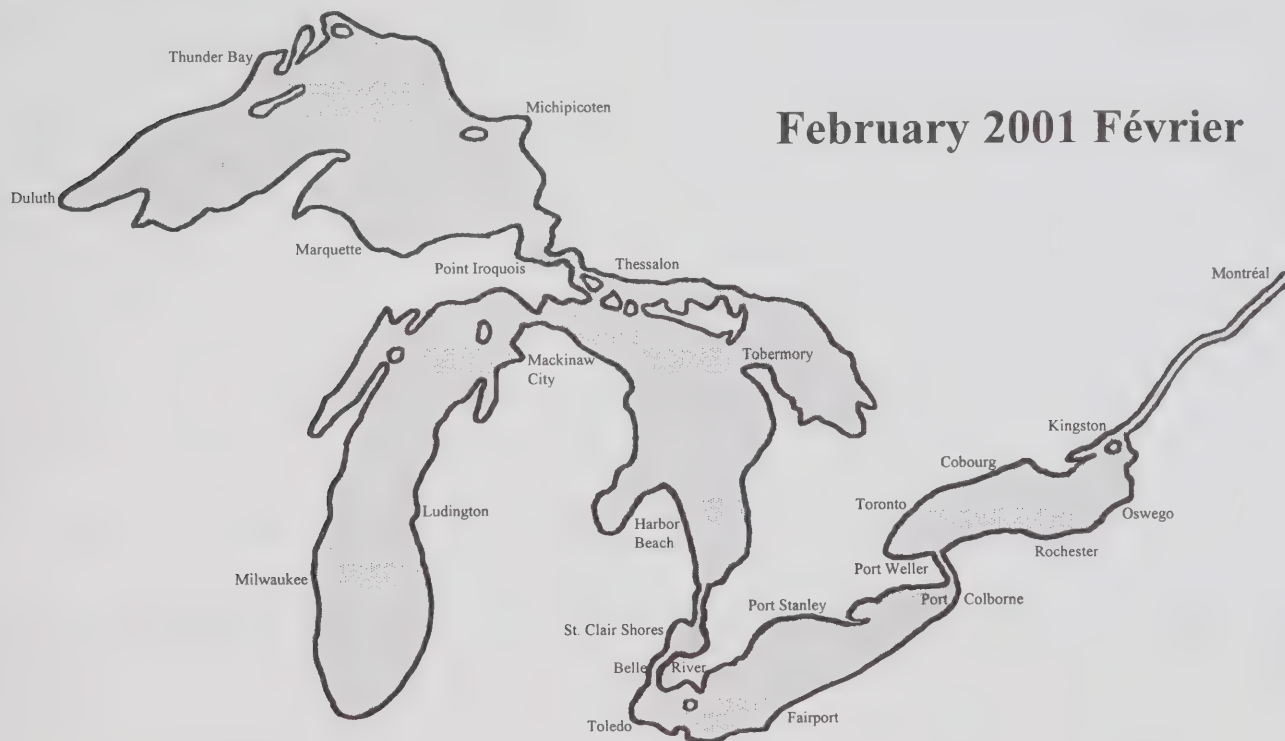 Thunder Bay
Michipicoten
February 2001 Février
Duluth
Marquette
Point Iroquois
Thessalon
Montréal
Mackinaw
City
Tobermory
Kingston
Cobourg
Toronto
Oswego
Ludington
Harbor
Beach
Rochester
Milwaukee
Port Weller
Port Colborne
Port Stanley
St. Clair Shores
Belle River
Toledo
Fairport